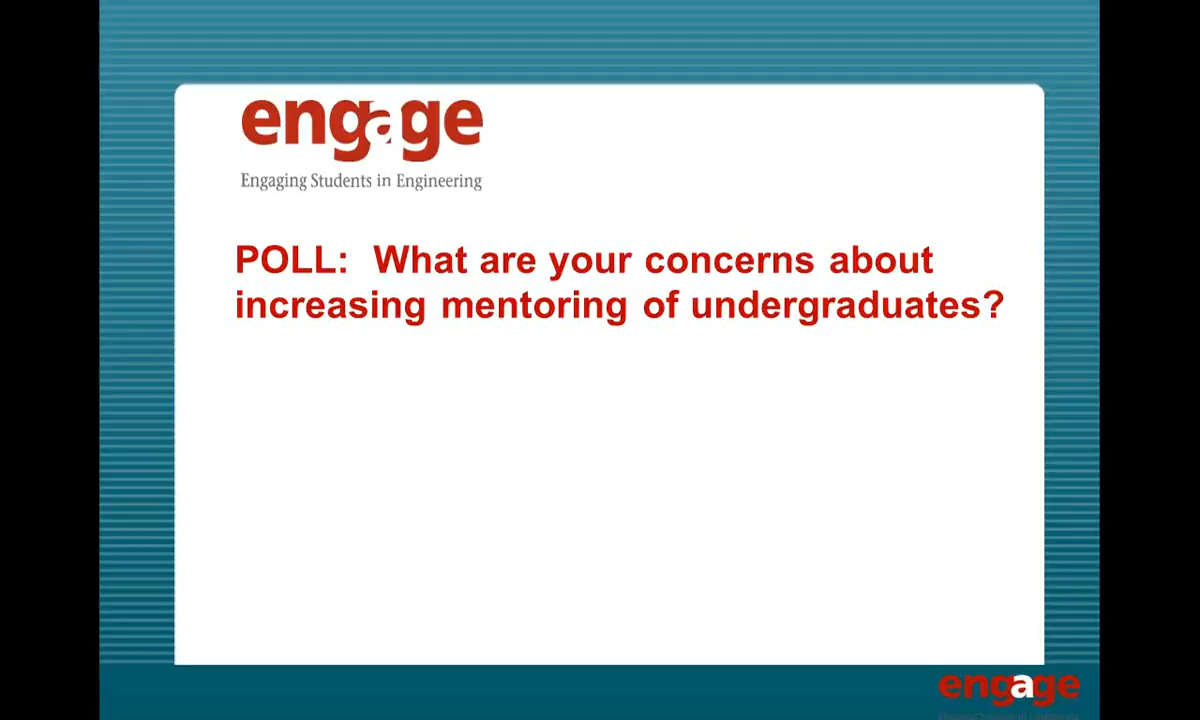 engage
Engaging Students in Engineering
POLL: What are your concerns about
increasing mentoring of undergraduates?
engage